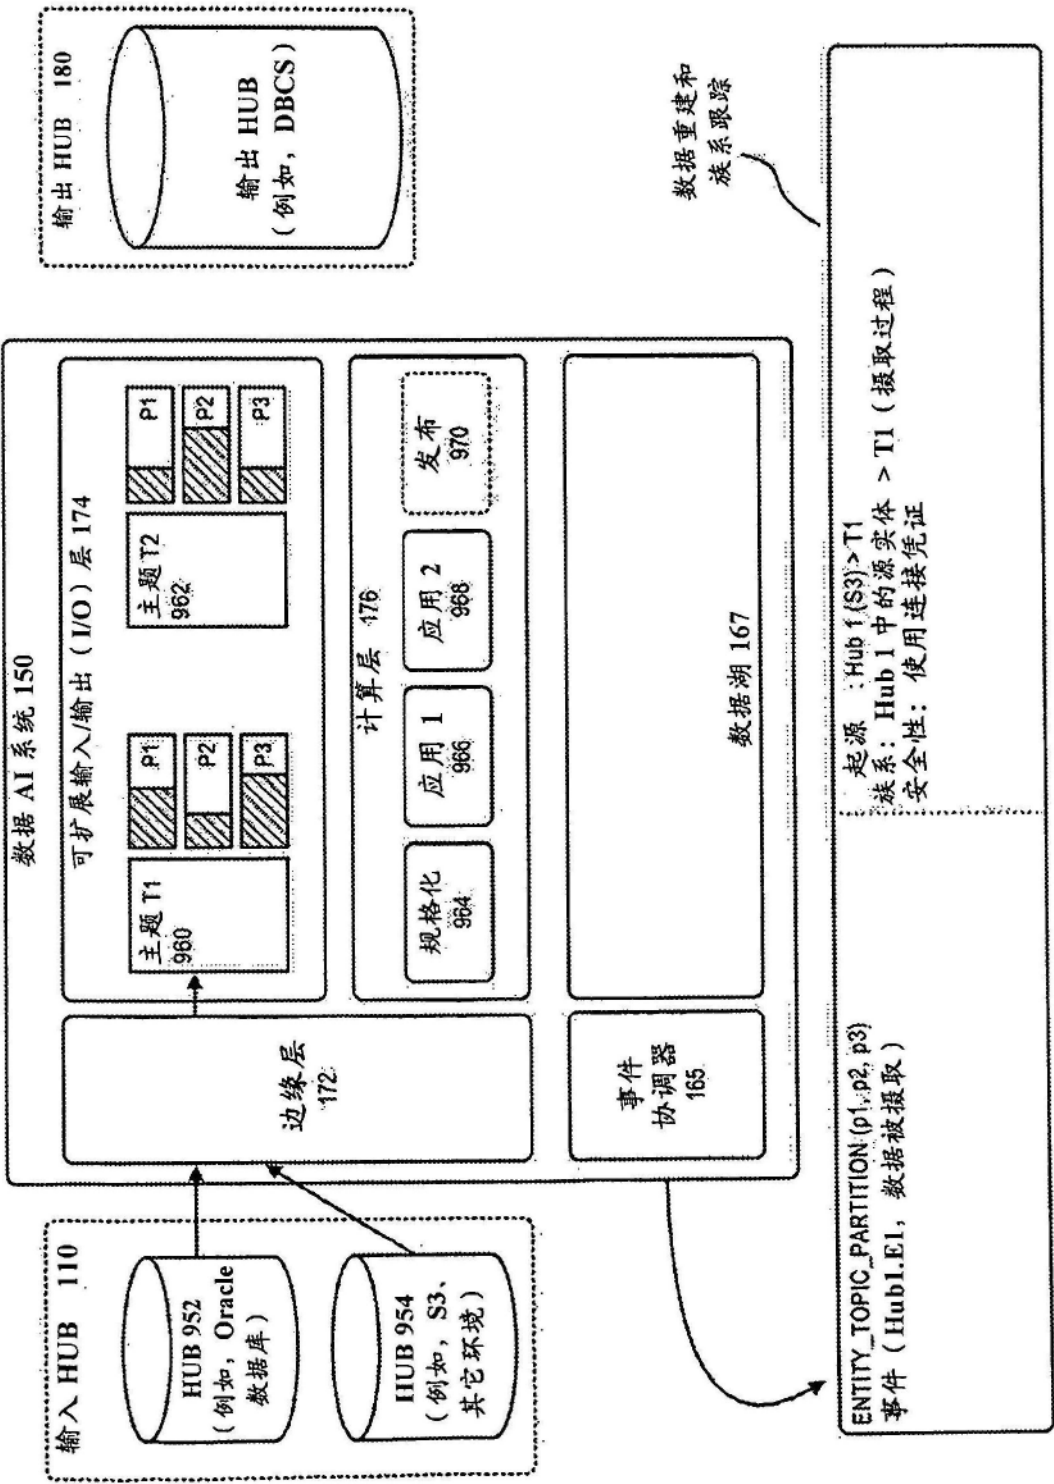 输入 HUB 110
HUB 952
(例如, Oracle
数据库)
HUB 954
(例如, S3、
其它环境)
数据 AI 系统 150
边缘层
172
可扩展输入/输出 (I/O) 层 174
主题 T1
960
P1
P2
P3
主题 T2
962
P1
P2
P3
计算层 176
规格化
964
应用 1
966
应用 2
968
发布
970
事件
协调器
165
数据湖 167
输出 HUB 180
输出 HUB
(例如, DBCS)
数据重建和
族系跟踪
ENTITY_TOPIC_PARTITION (p1, p2, p3)
事件 (Hub1.E1, 数据被摄取)
起源 : Hub 1 (S3) > T1
族系: Hub 1 中的源实体 > T1 (摄取过程)
安全性: 使用连接凭证